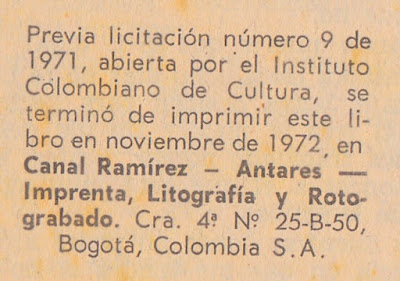 Previa licitación número 9 de
1971, abierta por el Instituto
Colombiano de Cultura, se
terminó de imprimir este li-
bro en noviembre de 1972, en
Canal Ramírez — Antares —
Imprenta, Litografía y Roto-
grabado. Cra. 4ª Nº 25-B-50,
Bogotá, Colombia S.A.